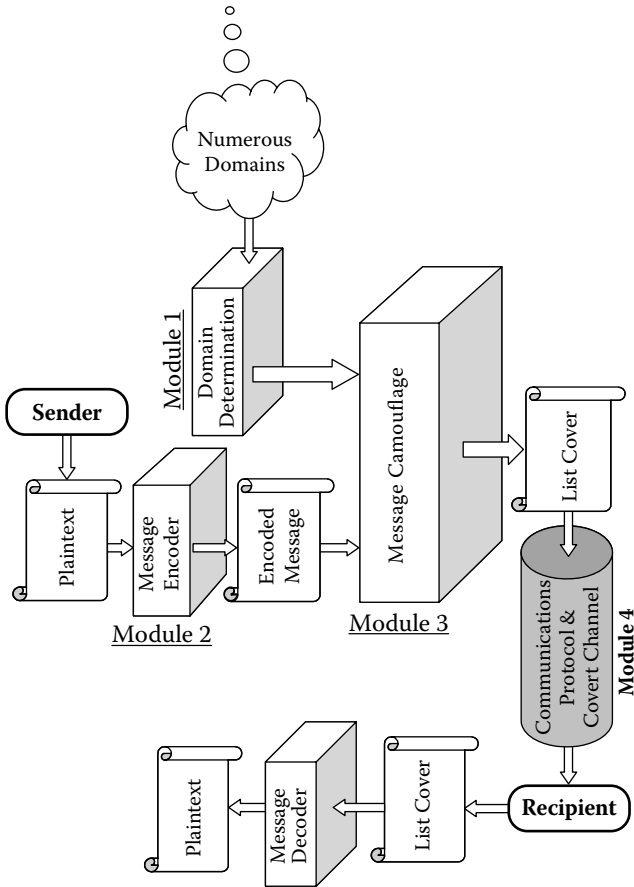 Numerous
Domains
Module 1
Domain
Determination
Sender
Plaintext
Message
Encoder
Module 2
Encoded
Message
Message Camouflage
Module 3
List Cover
Communications
Protocol &
Covert Channel
Module 4
Plaintext
Message
Decoder
List Cover
Recipient